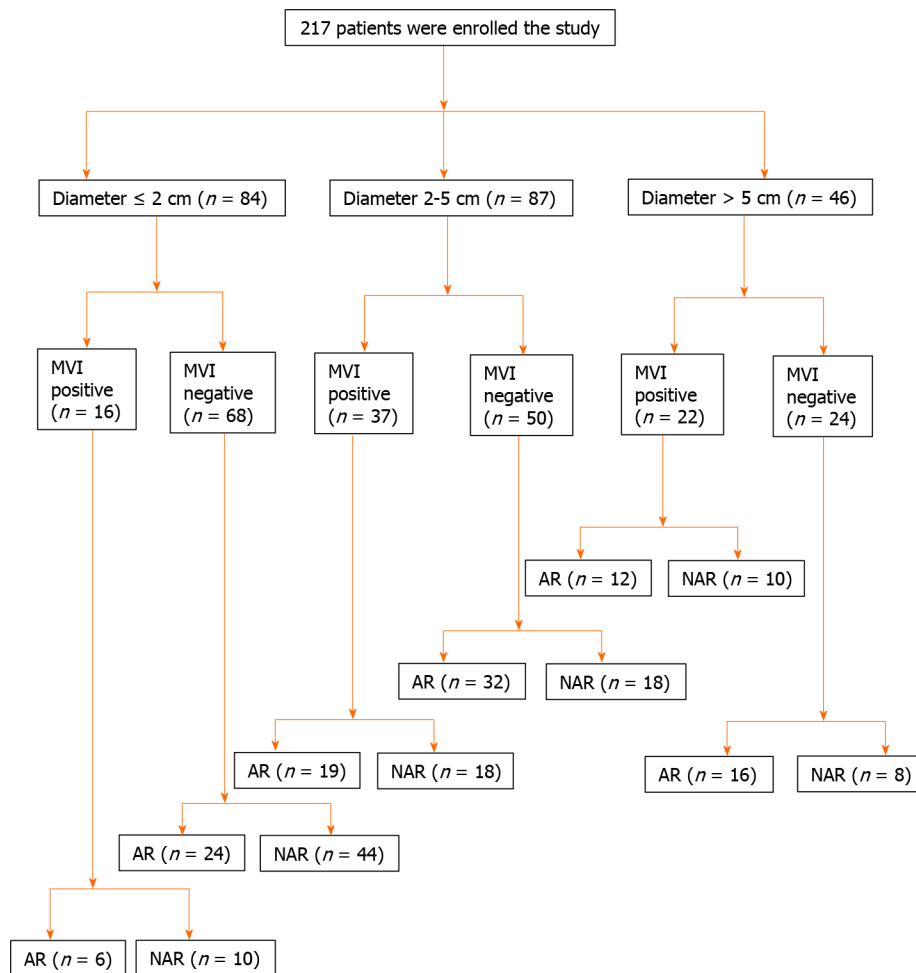 217 patients were enrolled the study
Diameter ≤ 2 cm (n = 84)
Diameter 2-5 cm (n = 87)
Diameter > 5 cm (n = 46)
MVI
positive
(n = 16)
MVI
negative
(n = 68)
MVI
positive
(n = 37)
MVI
negative
(n = 50)
MVI
positive
(n = 22)
MVI
negative
(n = 24)
AR (n = 12)
NAR (n = 10)
AR (n = 32)
NAR (n = 18)
AR (n = 19)
NAR (n = 18)
AR (n = 16)
NAR (n = 8)
AR (n = 24)
NAR (n = 44)
AR (n = 6)
NAR (n = 10)